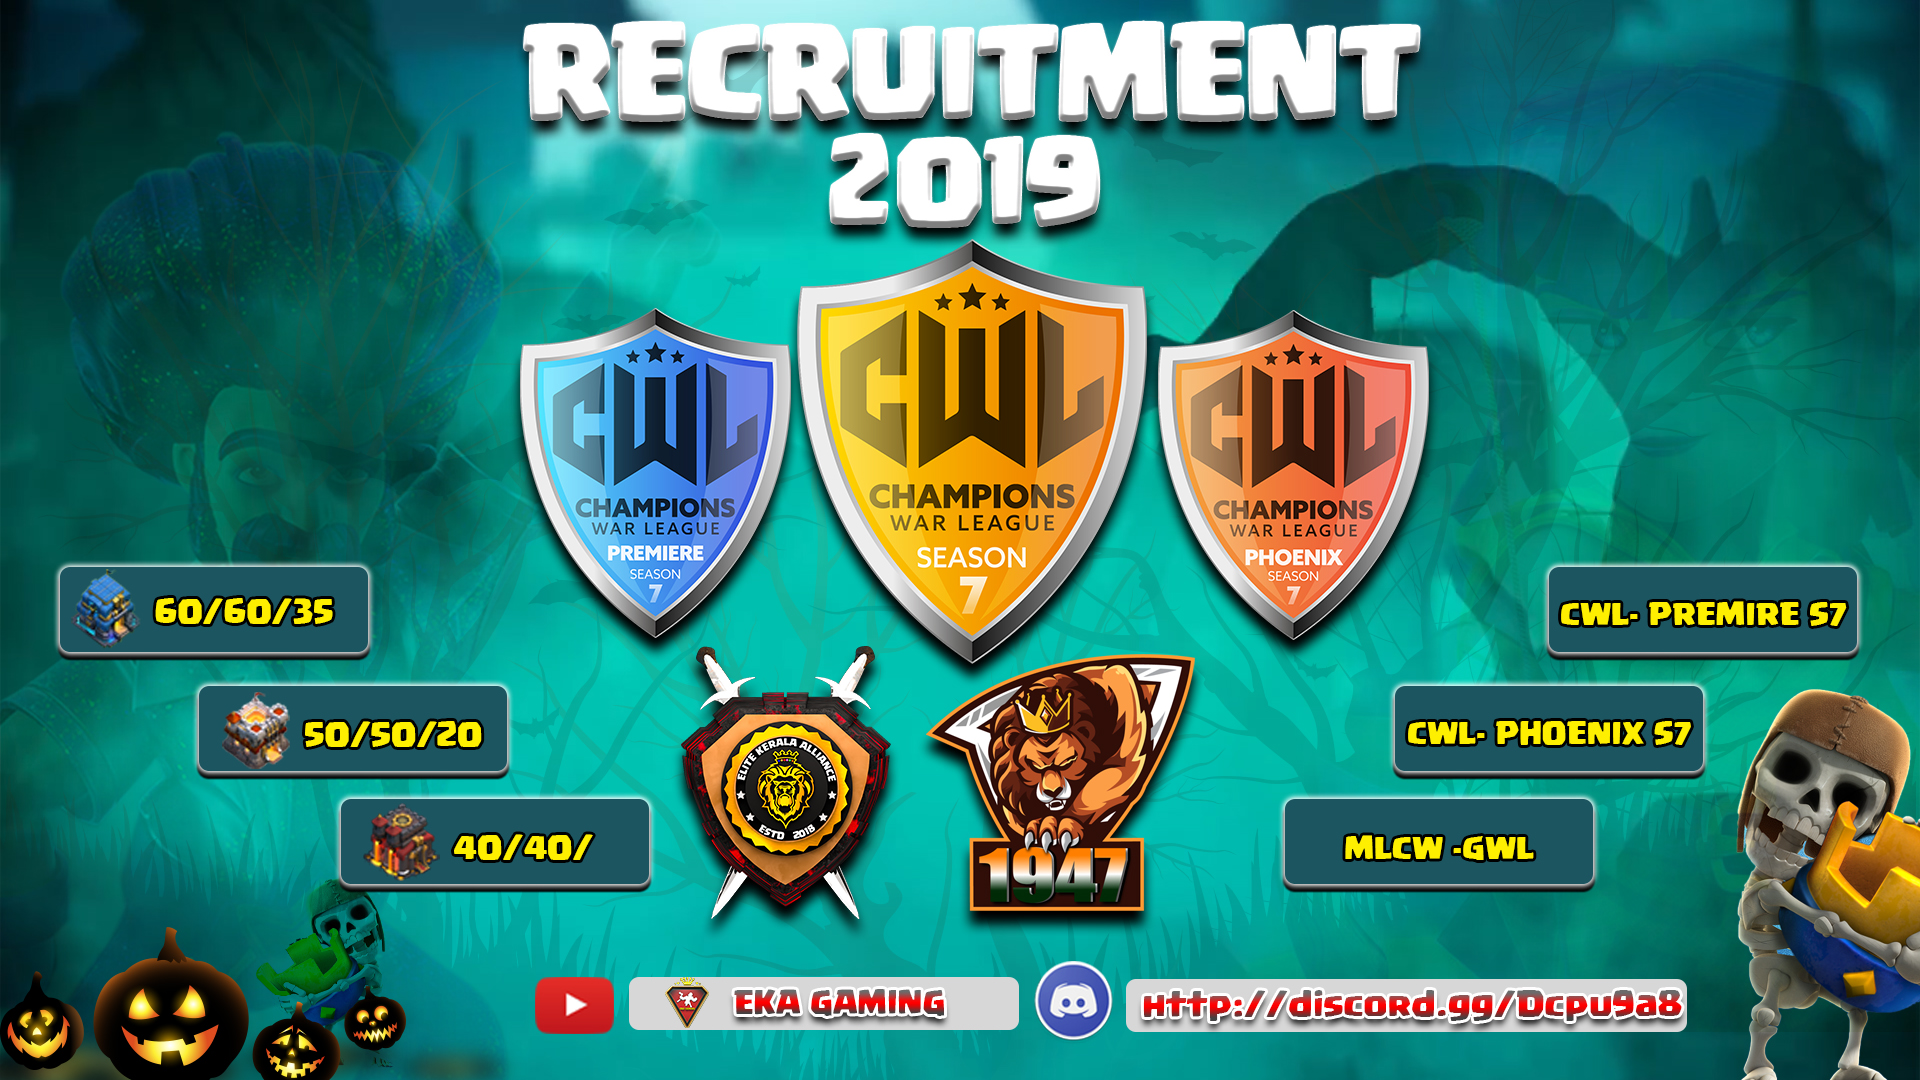 RECRUITMENT
2019
CWL
CHAMPIONS
WAR LEAGUE
PREMIERE
SEASON
7
CWL
CHAMPIONS
WAR LEAGUE
SEASON
7
CWL
CHAMPIONS
WAR LEAGUE
PHOENIX
SEASON
7
60/60/35
50/50/20
40/40/
ELITE KERALA ALLIANCE
ESTD 2018
1947
CWL- PREMIRE S7
CWL- PHOENIX S7
MLCW -GWL
EKA GAMING
http://discord.gg/Dcpu9a8